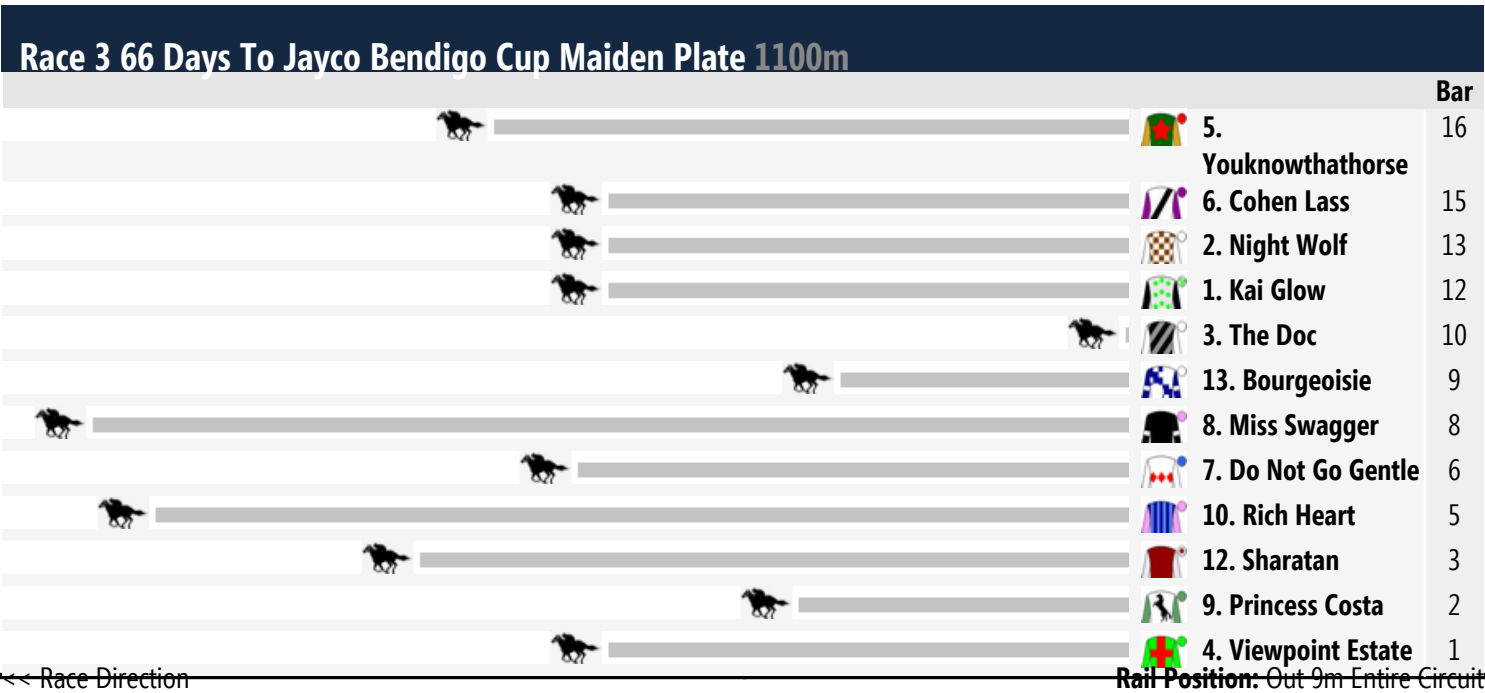 Race 3 66 Days To Jayco Bendigo Cup Maiden Plate 1100m
Bar
5. 16
Youknowthathorse
6. Cohen Lass 15
2. Night Wolf 13
1. Kai Glow 12
3. The Doc 10
13. Bourgeoisie 9
8. Miss Swagger 8
7. Do Not Go Gentle 6
10. Rich Heart 5
12. Sharatan 3
9. Princess Costa 2
4. Viewpoint Estate 1
<< Race Direction Rail Position: Out 9m Entire Circuit